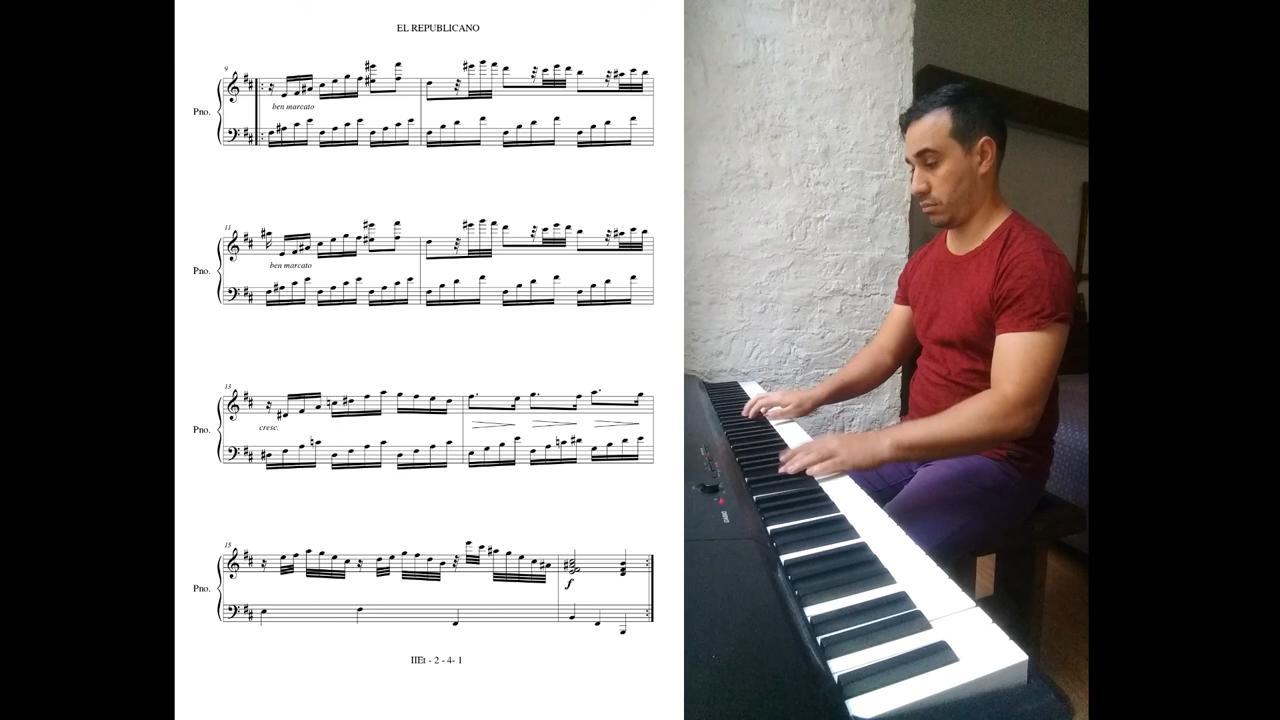 EL REPUBLICANO
9
Pno.
ben marcato
11
Pno.
ben marcato
13
Pno.
cresc.
15
Pno.
f
IIEt - 2 - 4- 1